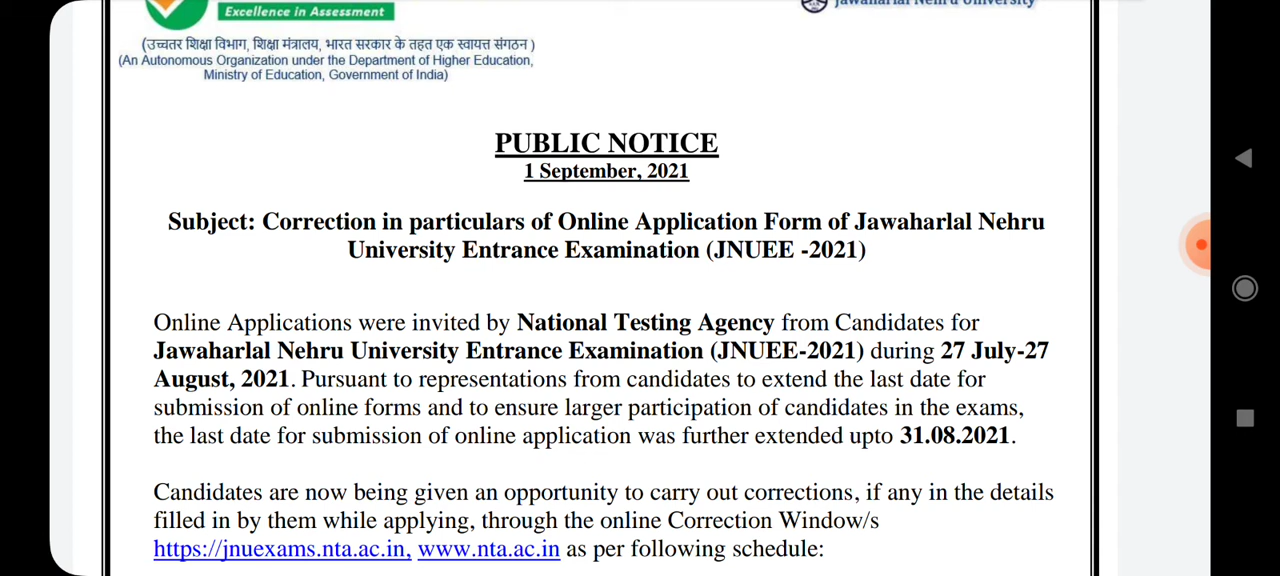 Excellence in Assessment
Jawaharlal Nehru University
(उच्चतर शिक्षा विभाग, शिक्षा मंत्रालय, भारत सरकार के तहत एक स्वायत्त संगठन )
(An Autonomous Organization under the Department of Higher Education,
Ministry of Education, Government of India)
PUBLIC NOTICE
1 September, 2021
Subject: Correction in particulars of Online Application Form of Jawaharlal Nehru
University Entrance Examination (JNUEE -2021)
Online Applications were invited by National Testing Agency from Candidates for
Jawaharlal Nehru University Entrance Examination (JNUEE-2021) during 27 July-27
August, 2021. Pursuant to representations from candidates to extend the last date for
submission of online forms and to ensure larger participation of candidates in the exams,
the last date for submission of online application was further extended upto 31.08.2021.
Candidates are now being given an opportunity to carry out corrections, if any in the details
filled in by them while applying, through the online Correction Window/s
https://jnuexams.nta.ac.in, www.nta.ac.in as per following schedule: